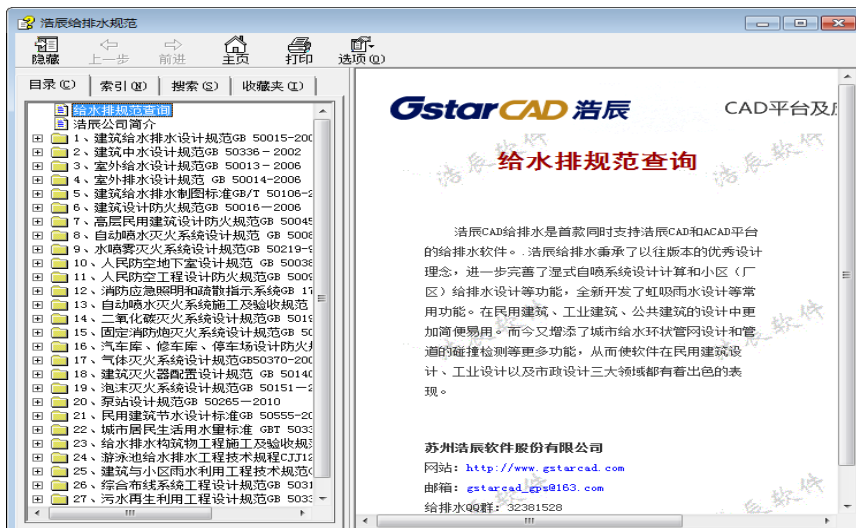 浩辰给排水规范
隐藏 上一步 前进 主页 打印 选项(O)
目录(C) 索引(N) 搜索(S) 收藏夹(I)
给水排规范查询
浩辰公司简介
1、建筑给水排水设计规范GB 50015-200
2、建筑中水设计规范GB 50336-2002
3、室外给水设计规范GB 50013-2006
4、室外排水设计规范 GB 50014-2006
5、建筑给水排水制图标准GB/T 50106-2
6、建筑设计防火规范GB 50016-2006
7、高层民用建筑设计防火规范GB 50045
8、自动喷水灭火系统设计规范 GB 5008
9、水喷雾灭火系统设计规范 GB 50219-9
10、人民防空地下室设计规范 GB 50038
11、人民防空工程设计防火规范GB 5009
12、消防应急照明和疏散指示系统GB 17
13、自动喷水灭火系统施工及验收规范
14、二氧化碳灭火系统设计规范GB 5019
15、固定消防炮灭火系统设计规范GB 50
16、汽车库、修车库、停车场设计防火
17、气体灭火系统设计规范GB50370-200
18、建筑灭火器配置设计规范 GB 50140
19、泡沫灭火系统设计规范GB 50151-2
20、泵站设计规范GB 50265-2010
21、民用建筑节水设计标准GB 50555-20
22、城市居民生活用水量标准 GBT 5033
23、给水排水构筑物工程施工及验收规
24、游泳池给水排水工程技术规程CJJ12
25、建筑与小区雨水利用工程技术规范
26、综合布线系统工程设计规范GB 5031
27、污水再生利用工程设计规范GB 5033
GstarCAD 浩辰 CAD平台及
给水排规范查询
浩辰CAD给排水是首款同时支持浩辰CAD和ACAD平台
的给排水软件。.浩辰给排水秉承了以往版本的优秀设计
理念，进一步完善了湿式自喷系统设计计算和小区（厂
区）给排水设计等功能，全新开发了虹吸雨水设计等常
用功能。在民用建筑、工业建筑、公共建筑的设计中更
加简便易用。而今又增添了城市给水环状管网设计和管
道的碰撞检测等更多功能，从而使软件在民用建筑设
计、工业设计以及市政设计三大领域都有着出色的表
现。
苏州浩辰软件股份有限公司
网站：http://www.gstarcad.com
邮箱：gstarcad_gps@163.com
给排水QQ群：32381528
浩辰软件
浩辰软件
浩辰软件
浩辰软件
浩辰软件
浩辰软件